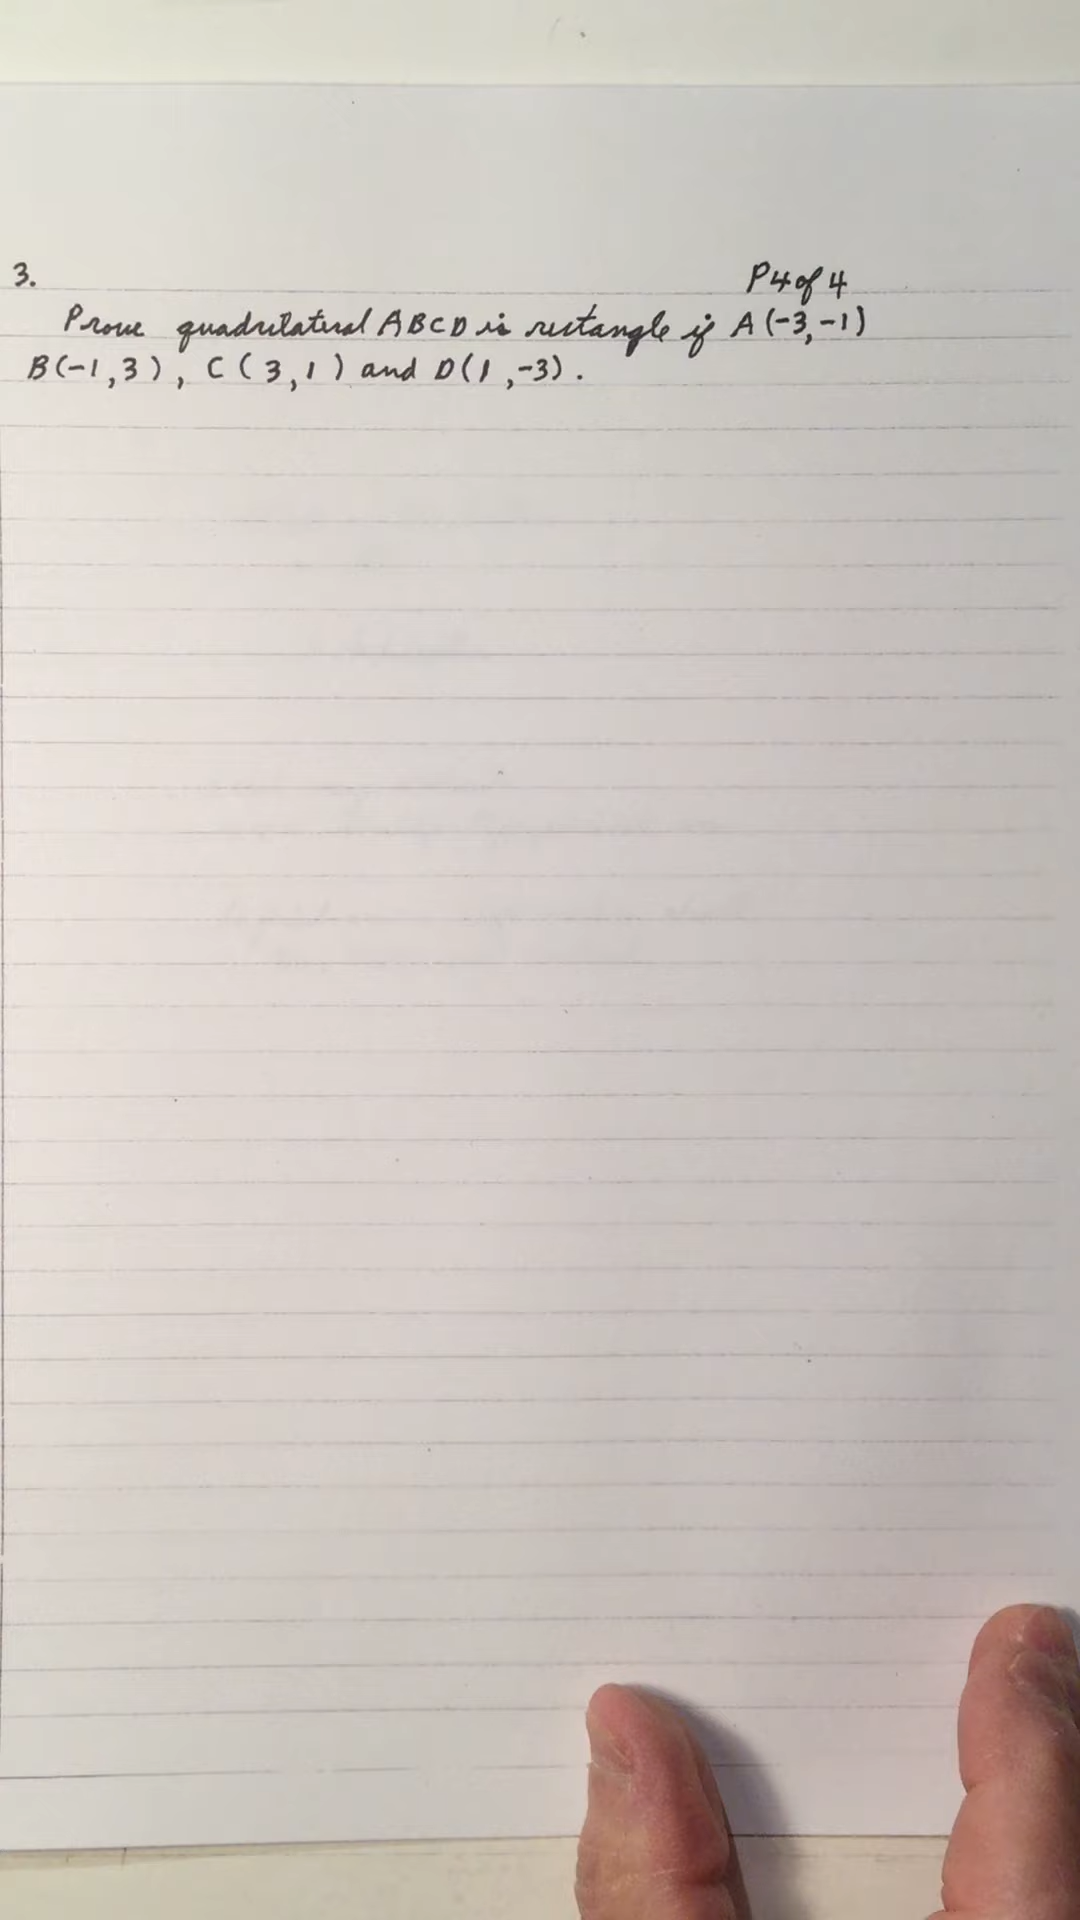 3.
P4 of 4
Prove quadrilateral ABCD is rectangle if A(-3,-1)
B(-1,3), C(3,1) and D(1,-3).